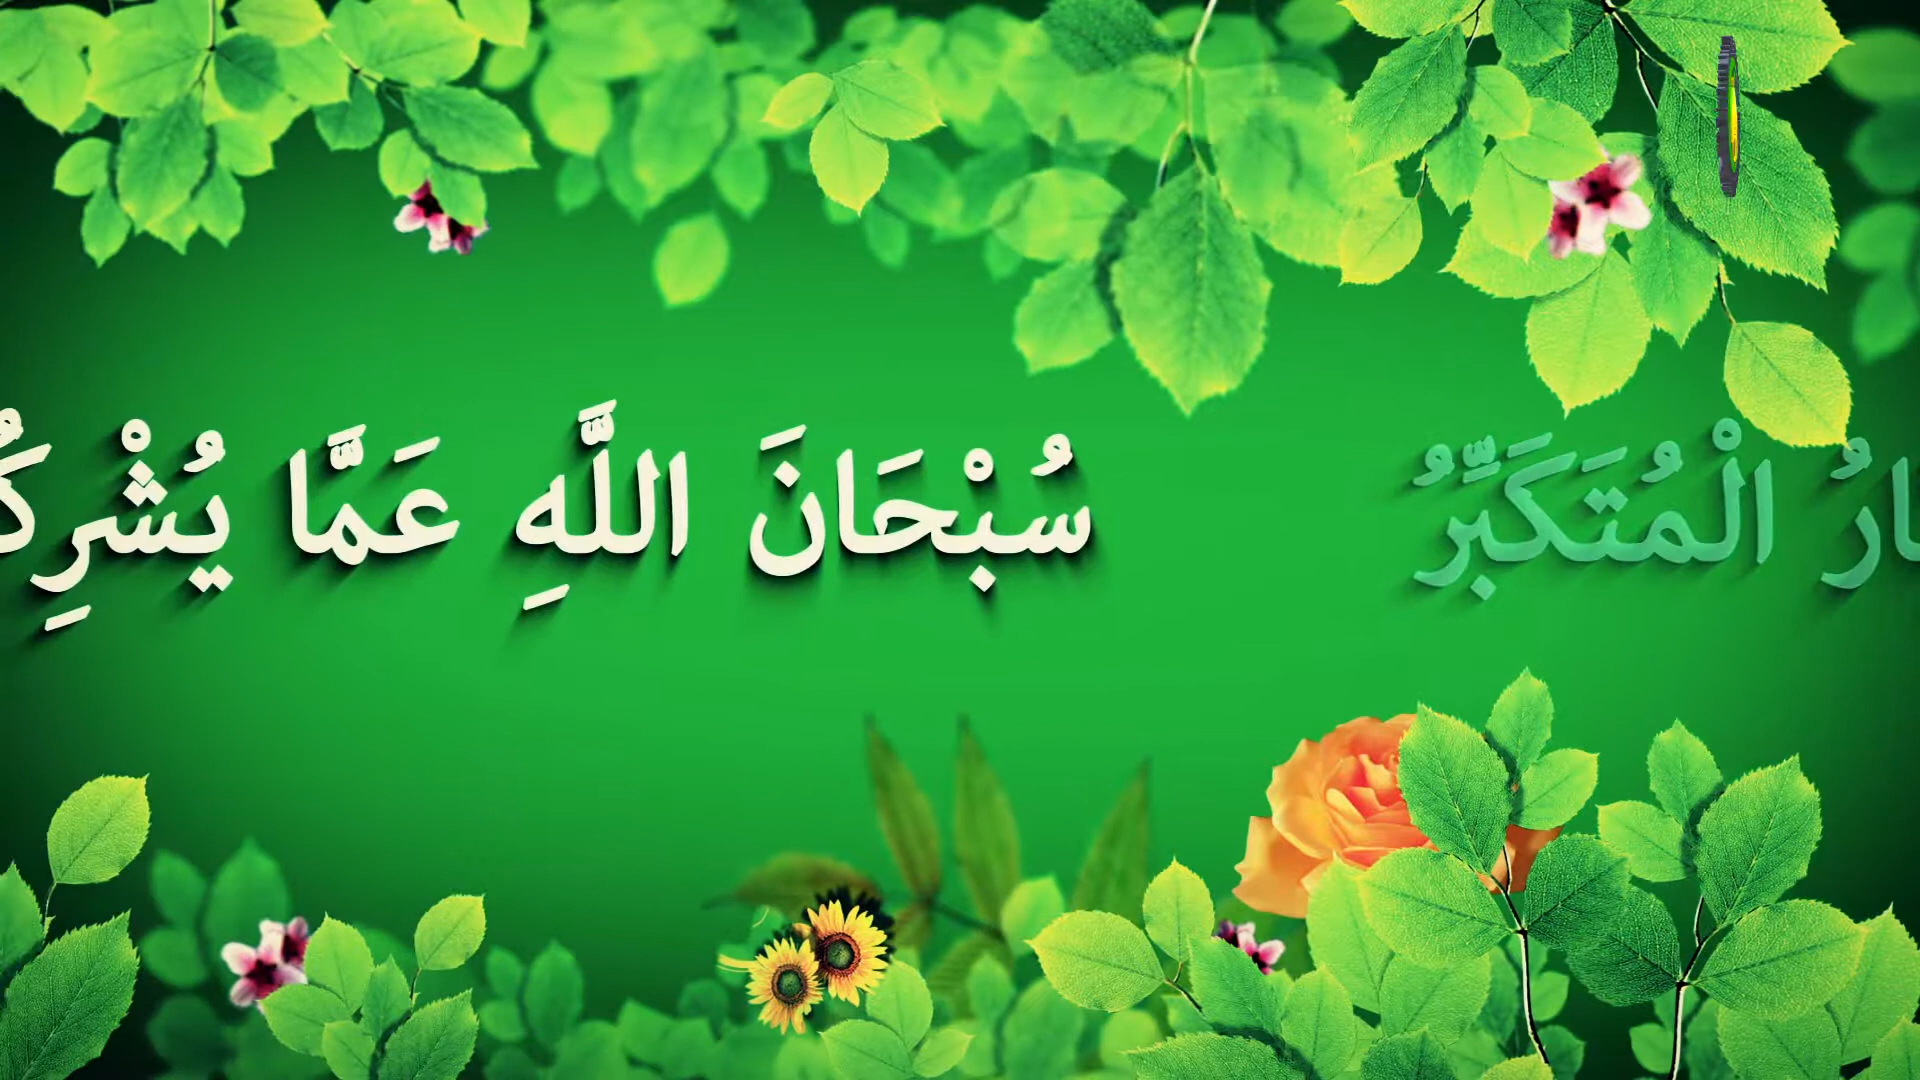 الْمُتَكَبِّرُ سُبْحَانَ اللَّهِ عَمَّا